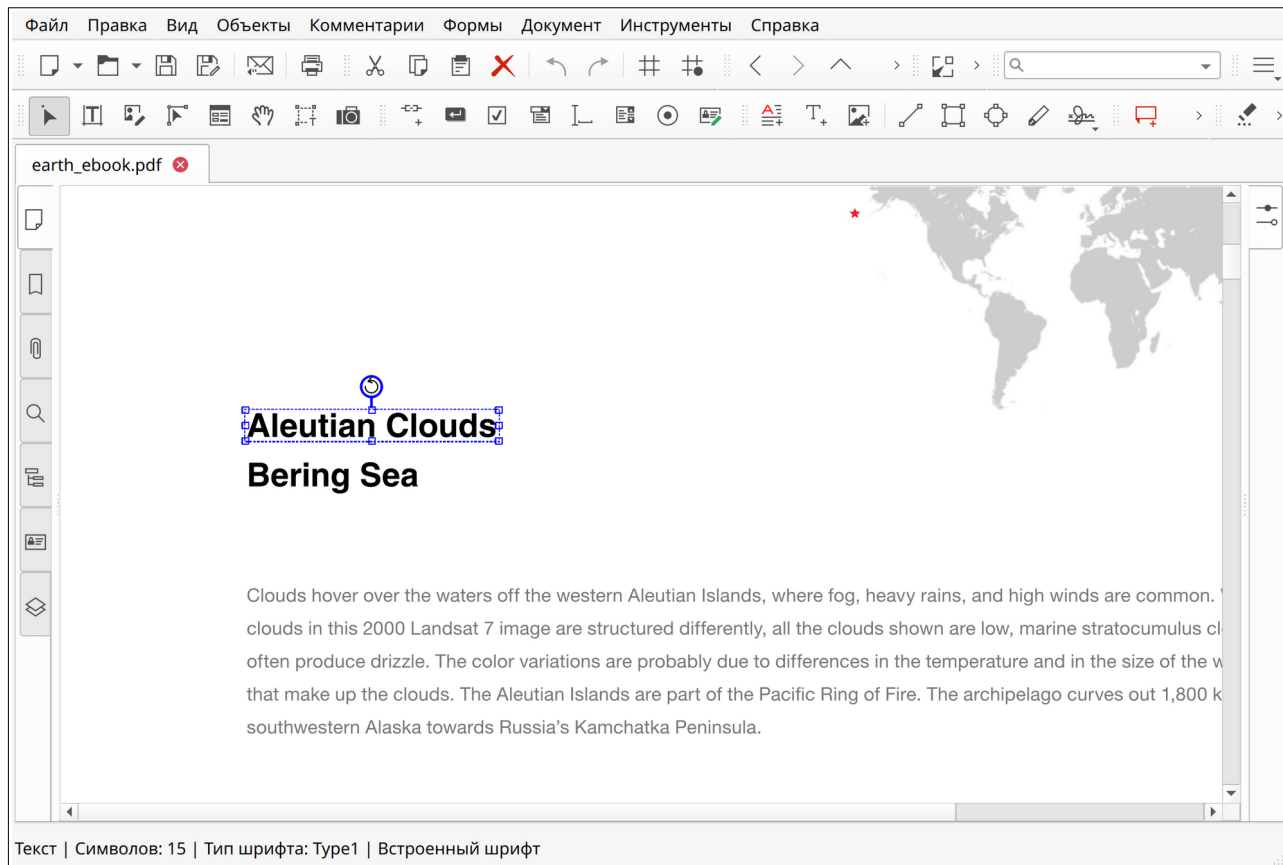 Файл Правка Вид Объекты Комментарии Формы Документ Инструменты Справка
earth_ebook.pdf
Aleutian Clouds
Bering Sea
Clouds hover over the waters off the western Aleutian Islands, where fog, heavy rains, and high winds are common.
clouds in this 2000 Landsat 7 image are structured differently, all the clouds shown are low, marine stratocumulus cl
often produce drizzle. The color variations are probably due to differences in the temperature and in the size of the w
that make up the clouds. The Aleutian Islands are part of the Pacific Ring of Fire. The archipelago curves out 1,800 k
southwestern Alaska towards Russia’s Kamchatka Peninsula.
Текст | Символов: 15 | Тип шрифта: Type1 | Встроенный шрифт